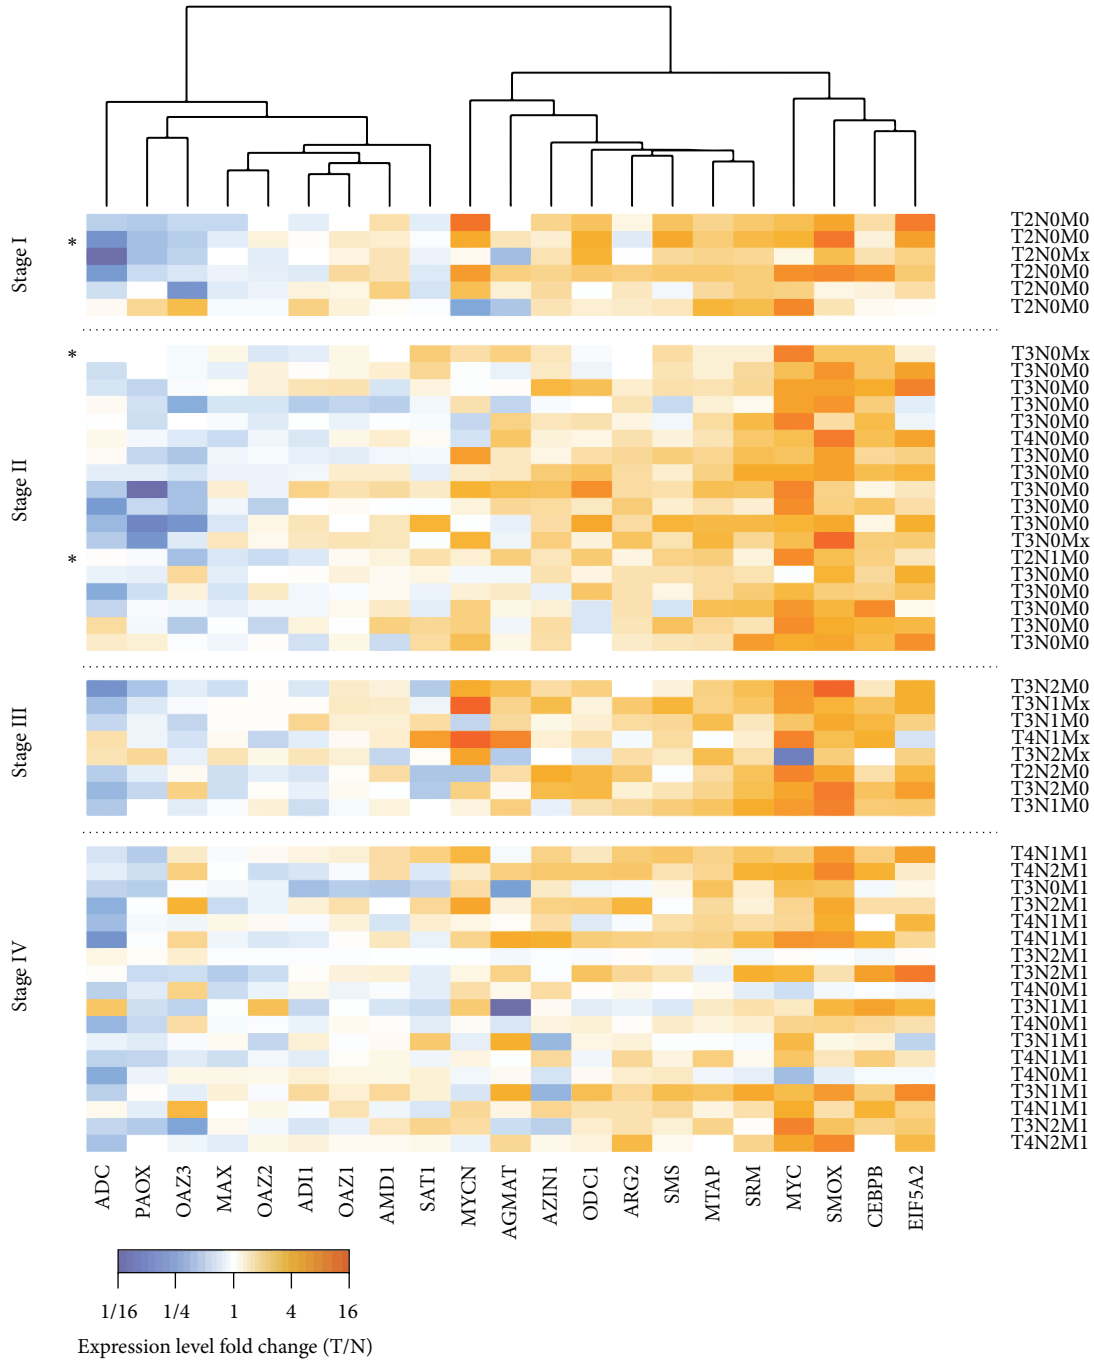 Stage I
*
T2N0M0
T2N0M0
T2N0Mx
T2N0M0
T2N0M0
T2N0M0
Stage II
*
*
T3N0Mx
T3N0M0
T3N0M0
T3N0M0
T3N0M0
T4N0M0
T3N0M0
T3N0M0
T3N0M0
T3N0M0
T3N0M0
T3N0Mx
T2N1M0
T3N0M0
T3N0M0
T3N0M0
T3N0M0
T3N0M0
Stage III
T3N2M0
T3N1Mx
T3N1M0
T4N1Mx
T3N2Mx
T2N2M0
T3N2M0
T3N1M0
Stage IV
T4N1M1
T4N2M1
T3N0M1
T3N2M1
T4N1M1
T4N1M1
T3N2M1
T3N2M1
T4N0M1
T3N1M1
T4N0M1
T3N1M1
T4N1M1
T4N0M1
T3N1M1
T4N1M1
T3N2M1
T4N2M1
ADC
PAOX
OAZ3
MAX
OAZ2
ADI1
OAZ1
AMD1
SAT1
MYCN
AGMAT
AZIN1
ODC1
ARG2
SMS
MTAP
SRM
MYC
SMOX
CEBPB
EIF5A2
1/16 1/4 1 4 16
Expression level fold change (T/N)